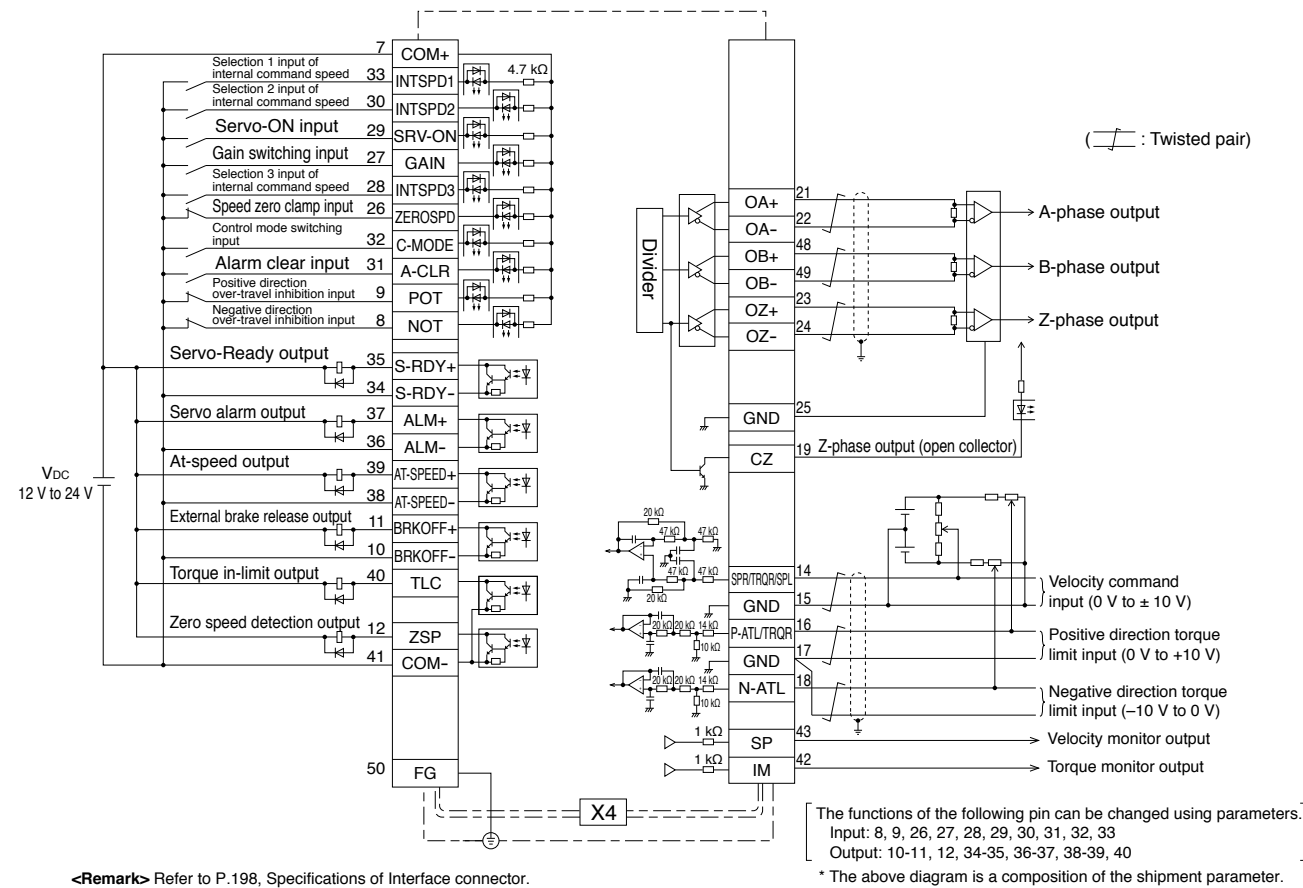 7 COM+
Selection 1 input of
internal command speed 33 INTSPD1 4.7 kΩ
Selection 2 input of
internal command speed 30 INTSPD2
Servo-ON input 29 SRV-ON
Gain switching input 27 GAIN
Selection 3 input of
internal command speed 28 INTSPD3
Speed zero clamp input 26 ZEROSPD
Control mode switching
input 32 C-MODE
Alarm clear input 31 A-CLR
Positive direction
over-travel inhibition input 9 POT
Negative direction
over-travel inhibition input 8 NOT
Servo-Ready output 35 S-RDY+
34 S-RDY−
Servo alarm output 37 ALM+
36 ALM−
At-speed output 39 AT-SPEED+
38 AT-SPEED−
VDC
12 V to 24 V
External brake release output 11 BRKOFF+
10 BRKOFF−
Torque in-limit output 40 TLC
Zero speed detection output 12 ZSP
41 COM−
50 FG
X4
( : Twisted pair)
Divider
OA+ 21
OA− 22
A-phase output
OB+ 48
OB− 49
B-phase output
OZ+ 23
OZ− 24
Z-phase output
GND 25
CZ 19 Z-phase output (open collector)
20 kΩ
47 kΩ 47 kΩ
47 kΩ 47 kΩ
20 kΩ
SPR/TRQR/SPL 14
GND 15
Velocity command
input (0 V to ± 10 V)
20 kΩ 20 kΩ 14 kΩ
10 kΩ
P-ATL/TRQR 16
GND 17
Positive direction torque
limit input (0 V to +10 V)
20 kΩ 20 kΩ 14 kΩ
10 kΩ
N-ATL 18
Negative direction torque
limit input (–10 V to 0 V)
1 kΩ SP 43 Velocity monitor output
1 kΩ IM 42 Torque monitor output
The functions of the following pin can be changed using parameters.
Input: 8, 9, 26, 27, 28, 29, 30, 31, 32, 33
Output: 10-11, 12, 34-35, 36-37, 38-39, 40
* The above diagram is a composition of the shipment parameter.
<Remark> Refer to P.198, Specifications of Interface connector.